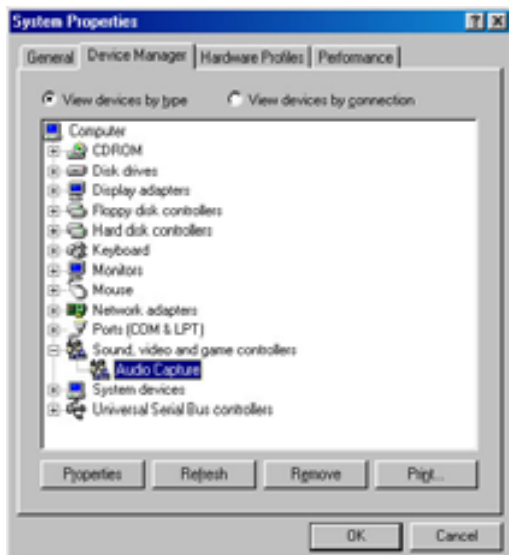 System Properties
General Device Manager Hardware Profiles Performance
View devices by type View devices by connection
Computer
CDROM
Disk drives
Display adapters
Floppy disk controllers
Hard disk controllers
Keyboard
Monitors
Mouse
Network adapters
Ports (COM & LPT)
Sound, video and game controllers
Audio Capture
System devices
Universal Serial Bus controllers
Properties Refresh Remove Print...
OK Cancel